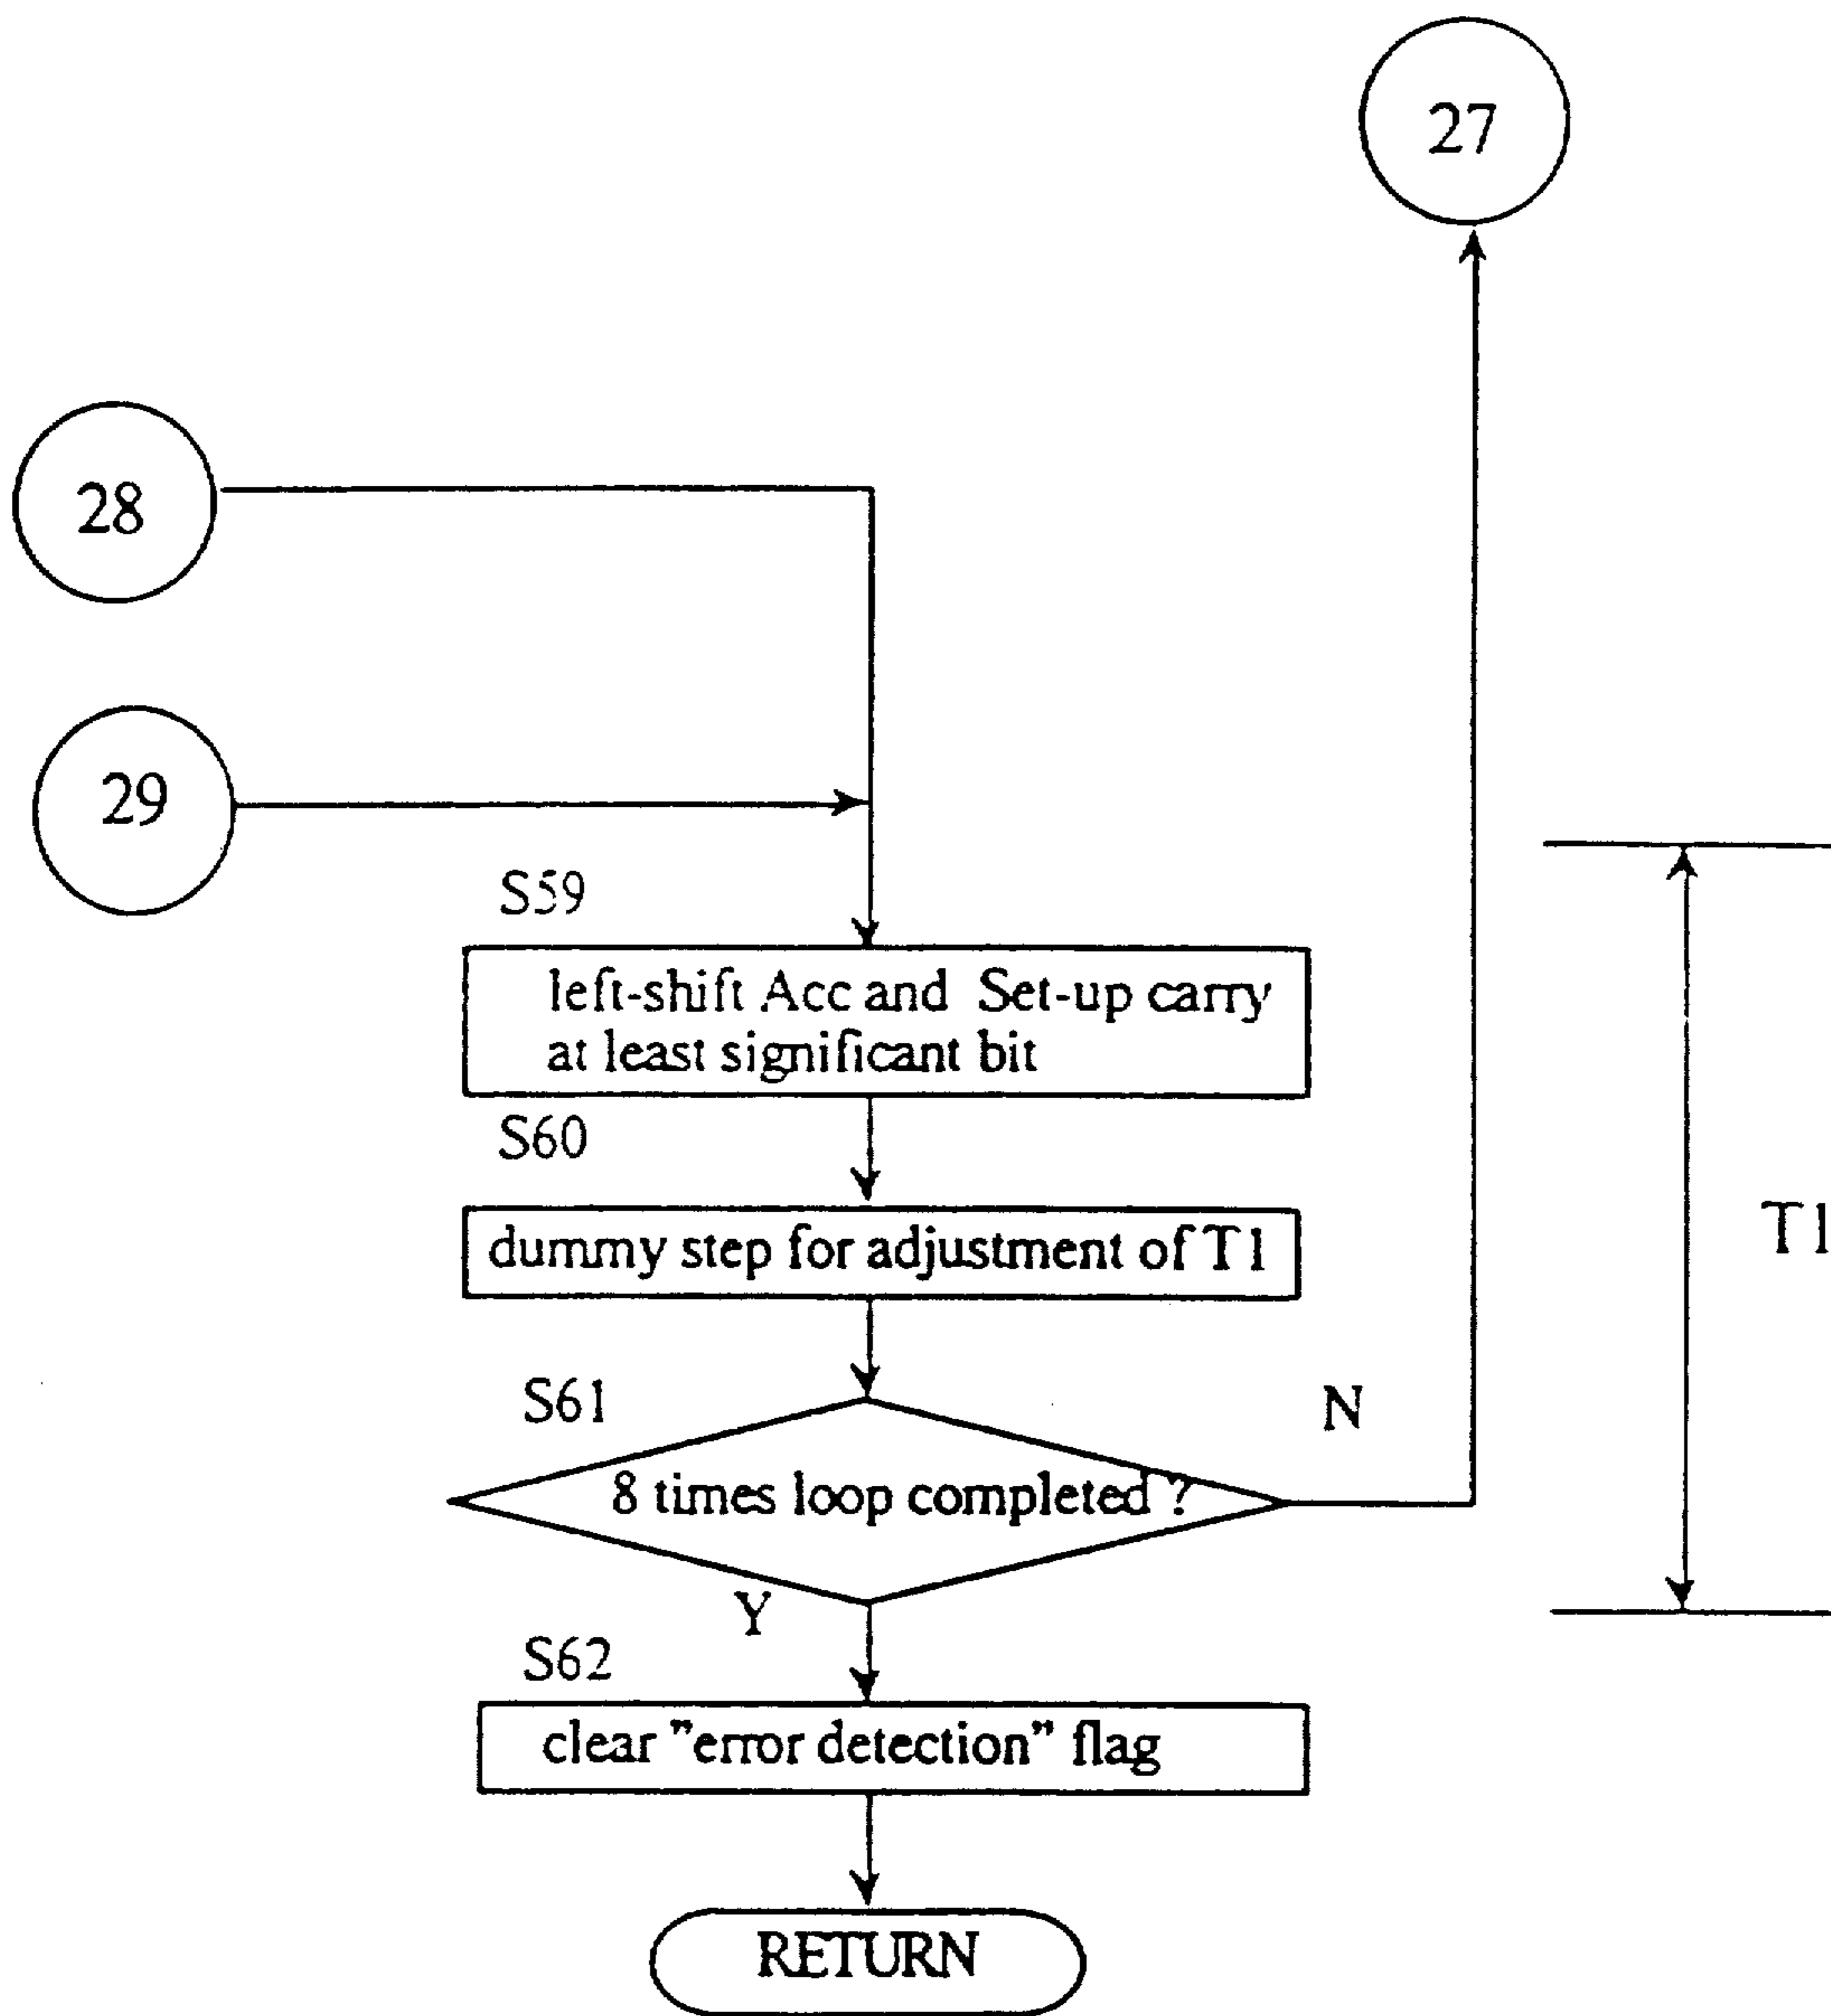 27
28
29
S59
left-shift Acc and Set-up carry
at least significant bit
S60
dummy step for adjustment of T1
T1
S61
N
8 times loop completed ?
Y
S62
clear "error detection" flag
RETURN